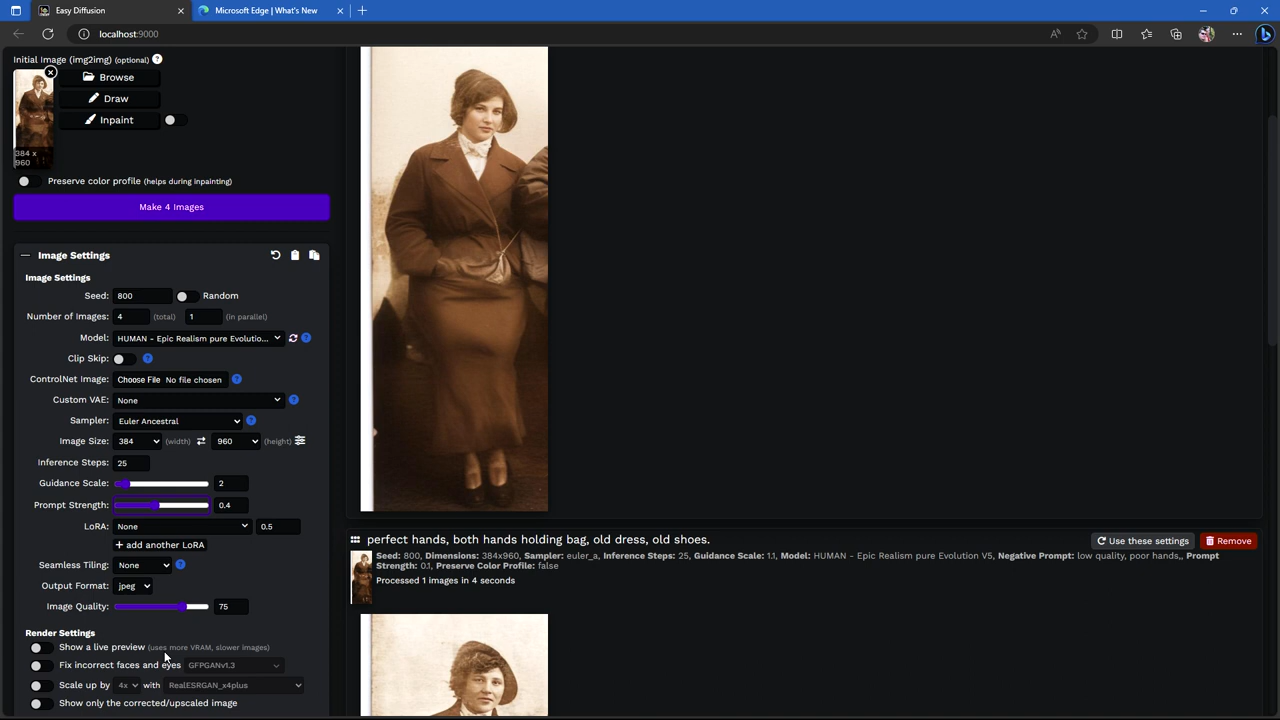 Easy Diffusion
Microsoft Edge | What's New
localhost:9000
Initial Image (img2img) (optional) ?
Browse
Draw
Inpaint
384 x
960
Preserve color profile (helps during inpainting)
Make 4 Images
Image Settings
Image Settings
Seed: 800 Random
Number of Images: 4 (total) 1 (in parallel)
Model: HUMAN - Epic Realism pure Evolutio... ?
Clip Skip: ?
ControlNet Image: Choose File No file chosen ?
Custom VAE: None ?
Sampler: Euler Ancestral ?
Image Size: 384 (width) 960 (height)
Inference Steps: 25
Guidance Scale: 2
Prompt Strength: 0.4
LoRA: None 0.5
+ add another LoRA
Seamless Tiling: None ?
Output Format: jpeg
Image Quality: 75
Render Settings
Show a live preview (uses more VRAM, slower images)
Fix incorrect faces and eyes GFPGANv1.3
Scale up by 4x with RealESRGAN_x4plus
Show only the corrected/upscaled image
perfect hands, both hands holding bag, old dress, old shoes.
Use these settings
Remove
Seed: 800, Dimensions: 384x960, Sampler: euler_a, Inference Steps: 25, Guidance Scale: 1.1, Model: HUMAN - Epic Realism pure Evolution V5, Negative Prompt: low quality, poor hands,, Prompt
Strength: 0.1, Preserve Color Profile: false
Processed 1 images in 4 seconds